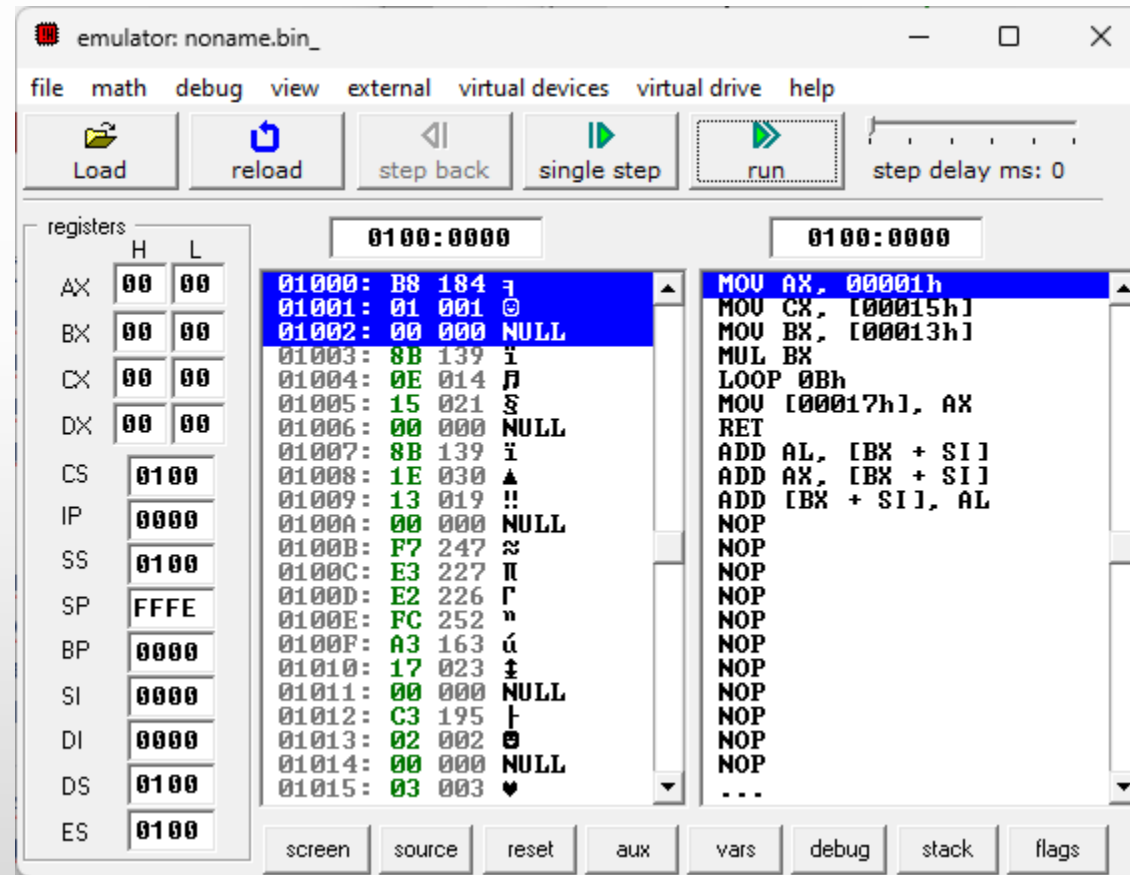 emulator: noname.bin_
file math debug view external virtual devices virtual drive help
Load reload step back single step run step delay ms: 0
registers
H L
0100:0000 0100:0000
AX 00 00
BX 00 00
CX 00 00
DX 00 00
CS 0100
IP 0000
SS 0100
SP FFFE
BP 0000
SI 0000
DI 0000
DS 0100
ES 0100
01000: B8 184 ╕
01001: 01 001 ☺
01002: 00 000 NULL
01003: 8B 139 ï
01004: 0E 014 ♫
01005: 15 021 §
01006: 00 000 NULL
01007: 8B 139 ï
01008: 1E 030 ▲
01009: 13 019 ‼
0100A: 00 000 NULL
0100B: F7 247 ≈
0100C: E3 227 π
0100D: E2 226 Γ
0100E: FC 252 ⁿ
0100F: A3 163 ú
01010: 17 023 ↨
01011: 00 000 NULL
01012: C3 195 ├
01013: 02 002 ☻
01014: 00 000 NULL
01015: 03 003 ♥
MOV AX, 00001h
MOV CX, [00015h]
MOV BX, [00013h]
MUL BX
LOOP 0Bh
MOV [00017h], AX
RET
ADD AL, [BX + SI]
ADD AX, [BX + SI]
ADD [BX + SI], AL
NOP
NOP
NOP
NOP
NOP
NOP
NOP
NOP
NOP
NOP
NOP
...
screen source reset aux vars debug stack flags